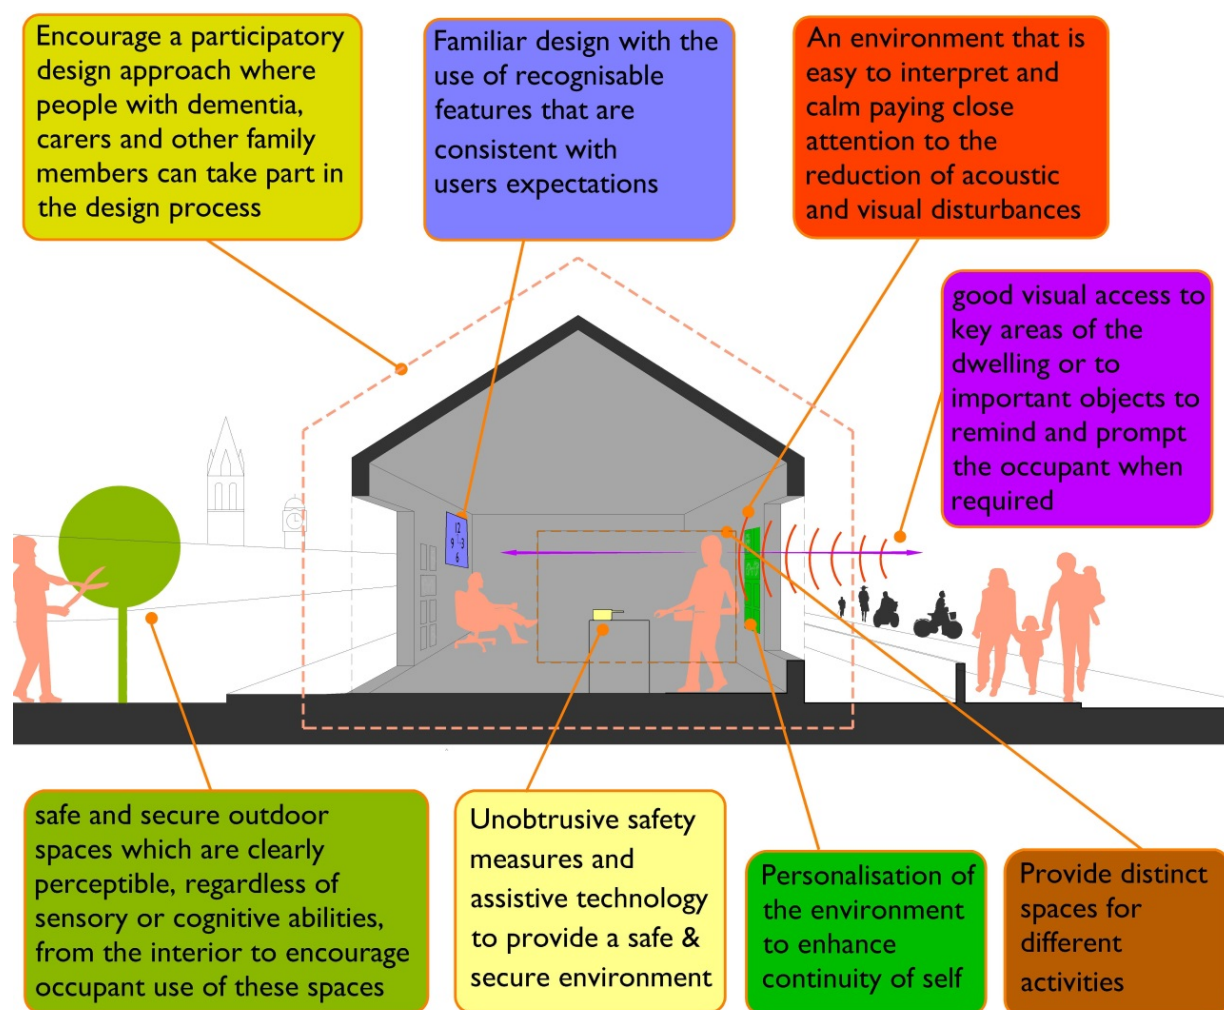 Encourage a participatory
design approach where
people with dementia,
carers and other family
members can take part in
the design process
Familiar design with the
use of recognisable
features that are
consistent with
users expectations
An environment that is
easy to interpret and
calm paying close
attention to the
reduction of acoustic
and visual disturbances
good visual access to
key areas of the
dwelling or to
important objects to
remind and prompt
the occupant when
required
12
9 3
6
safe and secure outdoor
spaces which are clearly
perceptible, regardless of
sensory or cognitive abilities,
from the interior to encourage
occupant use of these spaces
Unobtrusive safety
measures and
assistive technology
to provide a safe &
secure environment
Personalisation of
the environment
to enhance
continuity of self
Provide distinct
spaces for
different
activities